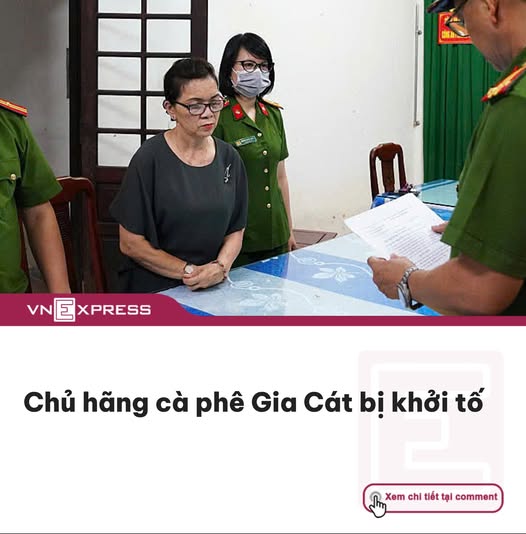 VNEXPRESS
Chủ hãng cà phê Gia Cát bị khởi tố
Xem chi tiết tại comment